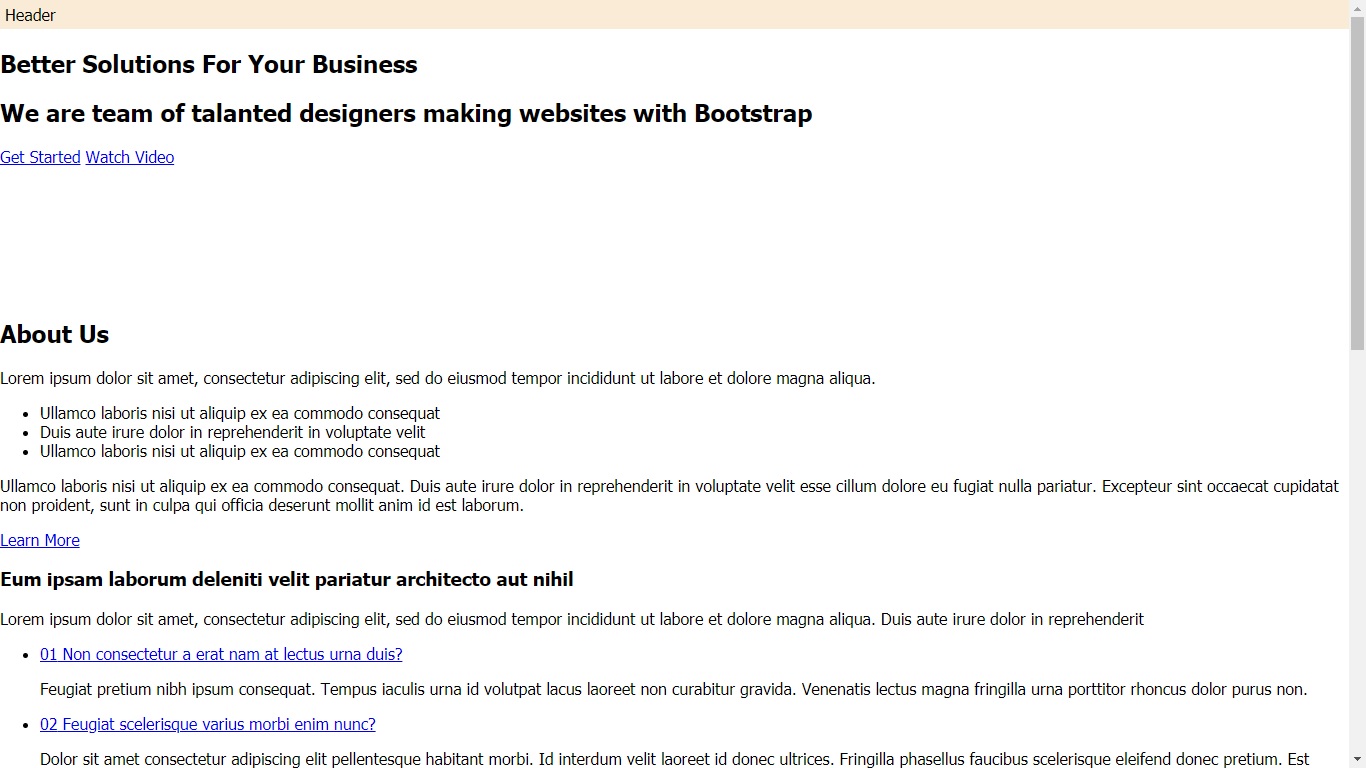 Header
Better Solutions For Your Business
We are team of talanted designers making websites with Bootstrap
Get Started Watch Video
About Us
Lorem ipsum dolor sit amet, consectetur adipiscing elit, sed do eiusmod tempor incididunt ut labore et dolore magna aliqua.
Ullamco laboris nisi ut aliquip ex ea commodo consequat
Duis aute irure dolor in reprehenderit in voluptate velit
Ullamco laboris nisi ut aliquip ex ea commodo consequat
Ullamco laboris nisi ut aliquip ex ea commodo consequat. Duis aute irure dolor in reprehenderit in voluptate velit esse cillum dolore eu fugiat nulla pariatur. Excepteur sint occaecat cupidatat
non proident, sunt in culpa qui officia deserunt mollit anim id est laborum.
Learn More
Eum ipsam laborum deleniti velit pariatur architecto aut nihil
Lorem ipsum dolor sit amet, consectetur adipiscing elit, sed do eiusmod tempor incididunt ut labore et dolore magna aliqua. Duis aute irure dolor in reprehenderit
01 Non consectetur a erat nam at lectus urna duis?
Feugiat pretium nibh ipsum consequat. Tempus iaculis urna id volutpat lacus laoreet non curabitur gravida. Venenatis lectus magna fringilla urna porttitor rhoncus dolor purus non.
02 Feugiat scelerisque varius morbi enim nunc?
Dolor sit amet consectetur adipiscing elit pellentesque habitant morbi. Id interdum velit laoreet id donec ultrices. Fringilla phasellus faucibus scelerisque eleifend donec pretium. Est